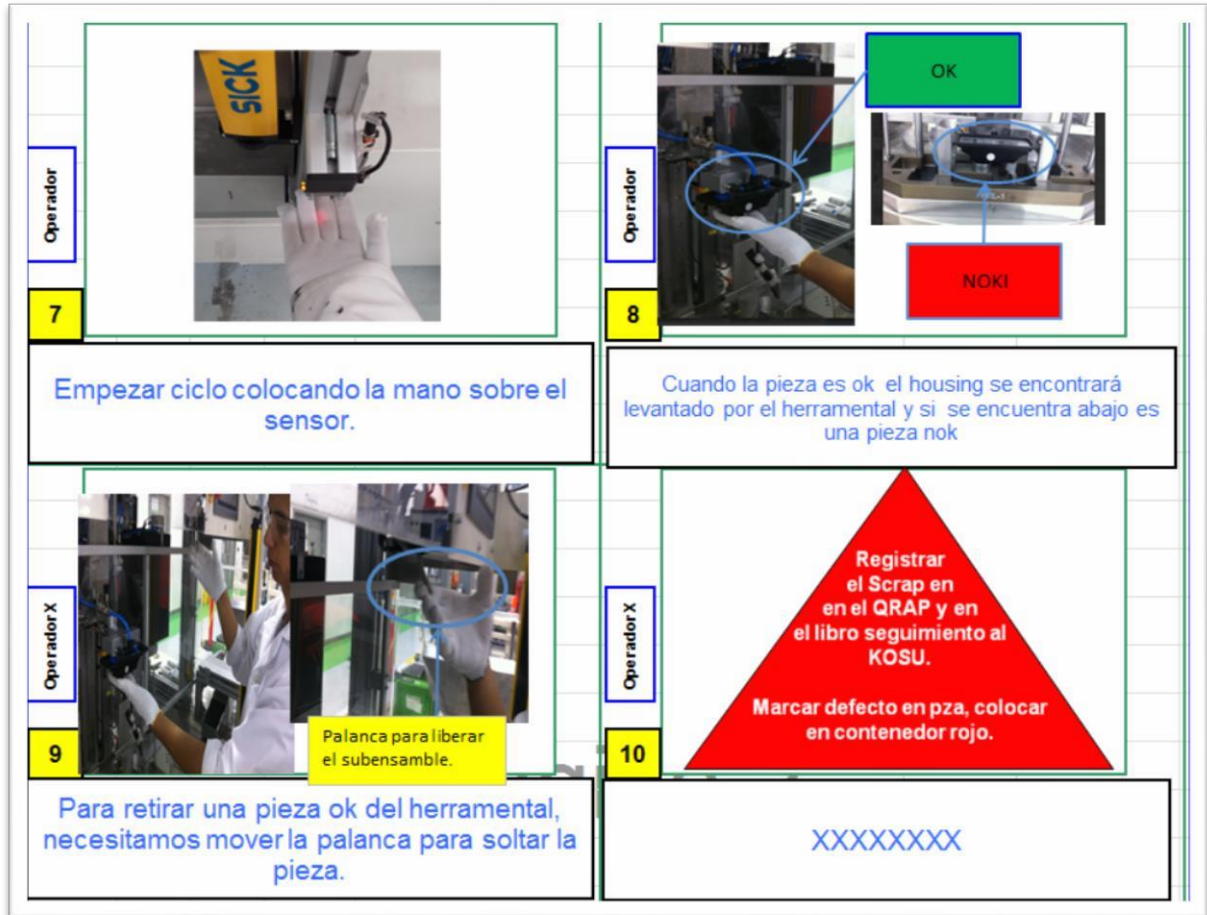 SICK
Operador
7
Empezar ciclo colocando la mano sobre el
sensor.
OK
NOKI
Operador
8
Cuando la pieza es ok el housing se encontrará
levantado por el herramental y si se encuentra abajo es
una pieza nok
Operador X
9
Palanca para liberar
el subensamble.
Para retirar una pieza ok del herramental,
necesitamos mover la palanca para soltar la
pieza.
Registrar
el Scrap en
en el QRAP y en
el libro seguimiento al
KOSU.
Marcar defecto en pza, colocar
en contenedor rojo.
Operador X
10
XXXXXXXX